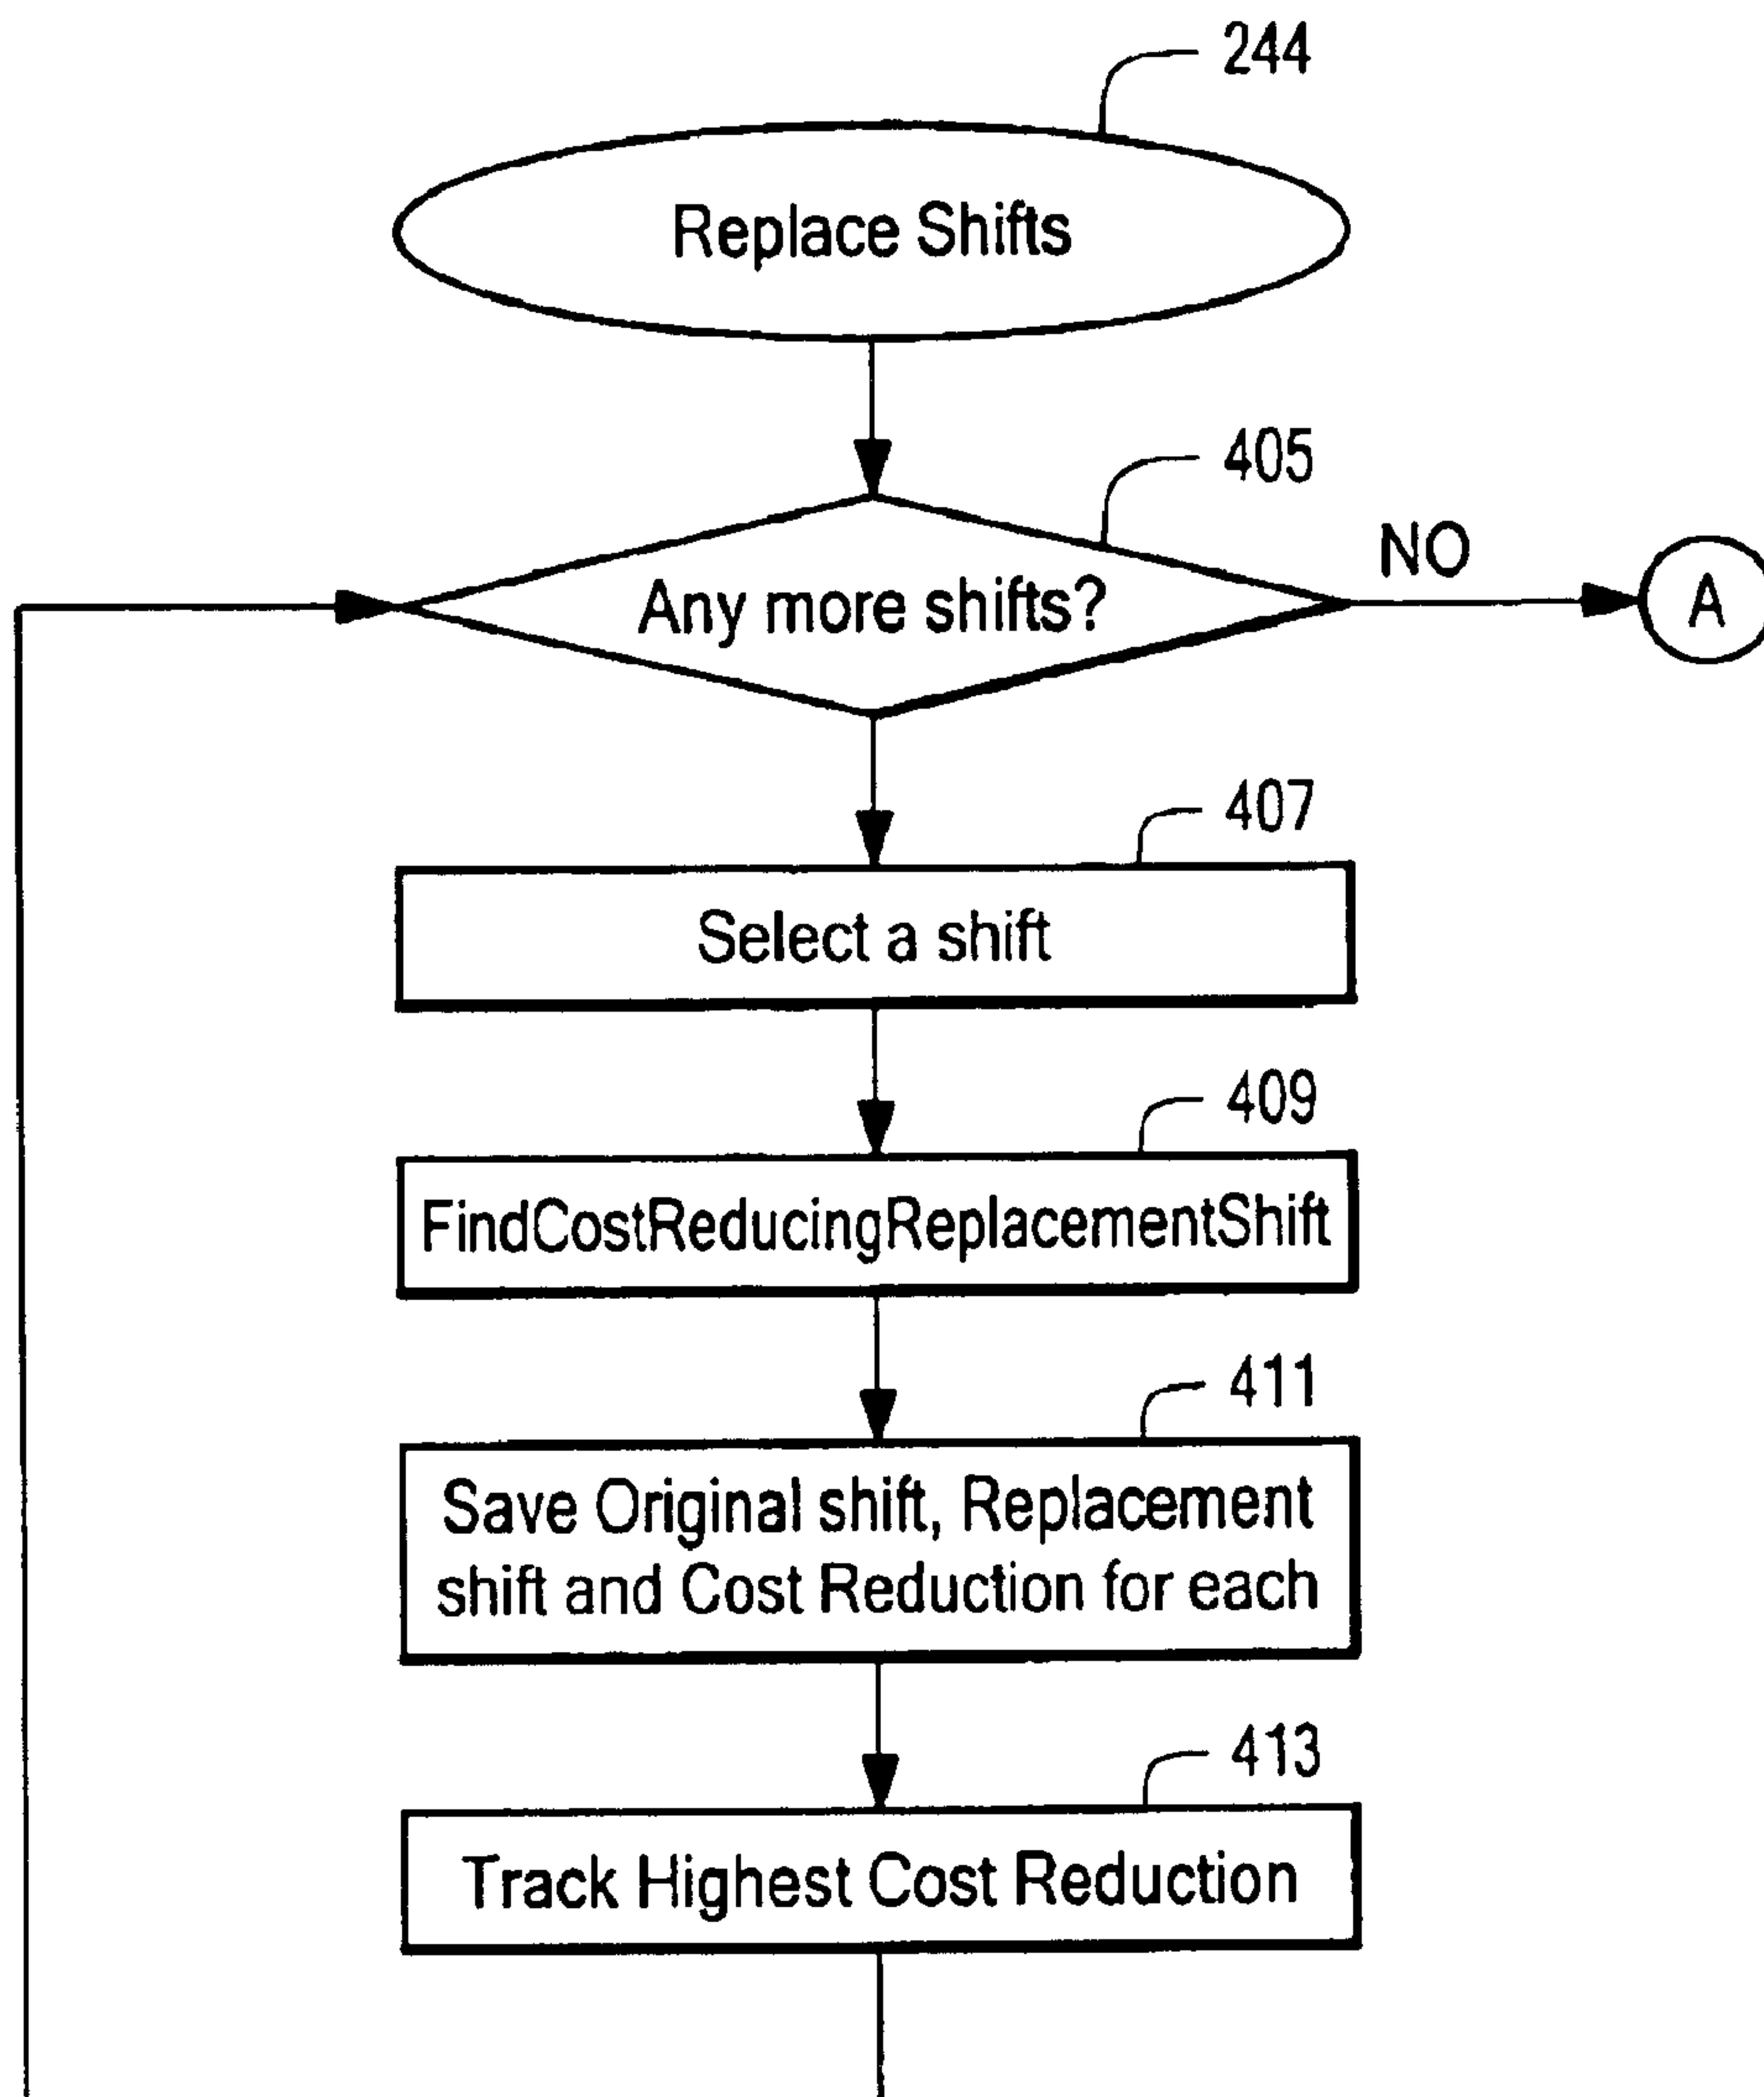 244
Replace Shifts
405
NO
Any more shifts?
A
407
Select a shift
409
FindCostReducingReplacementShift
411
Save Original shift, Replacement
shift and Cost Reduction for each
413
Track Highest Cost Reduction